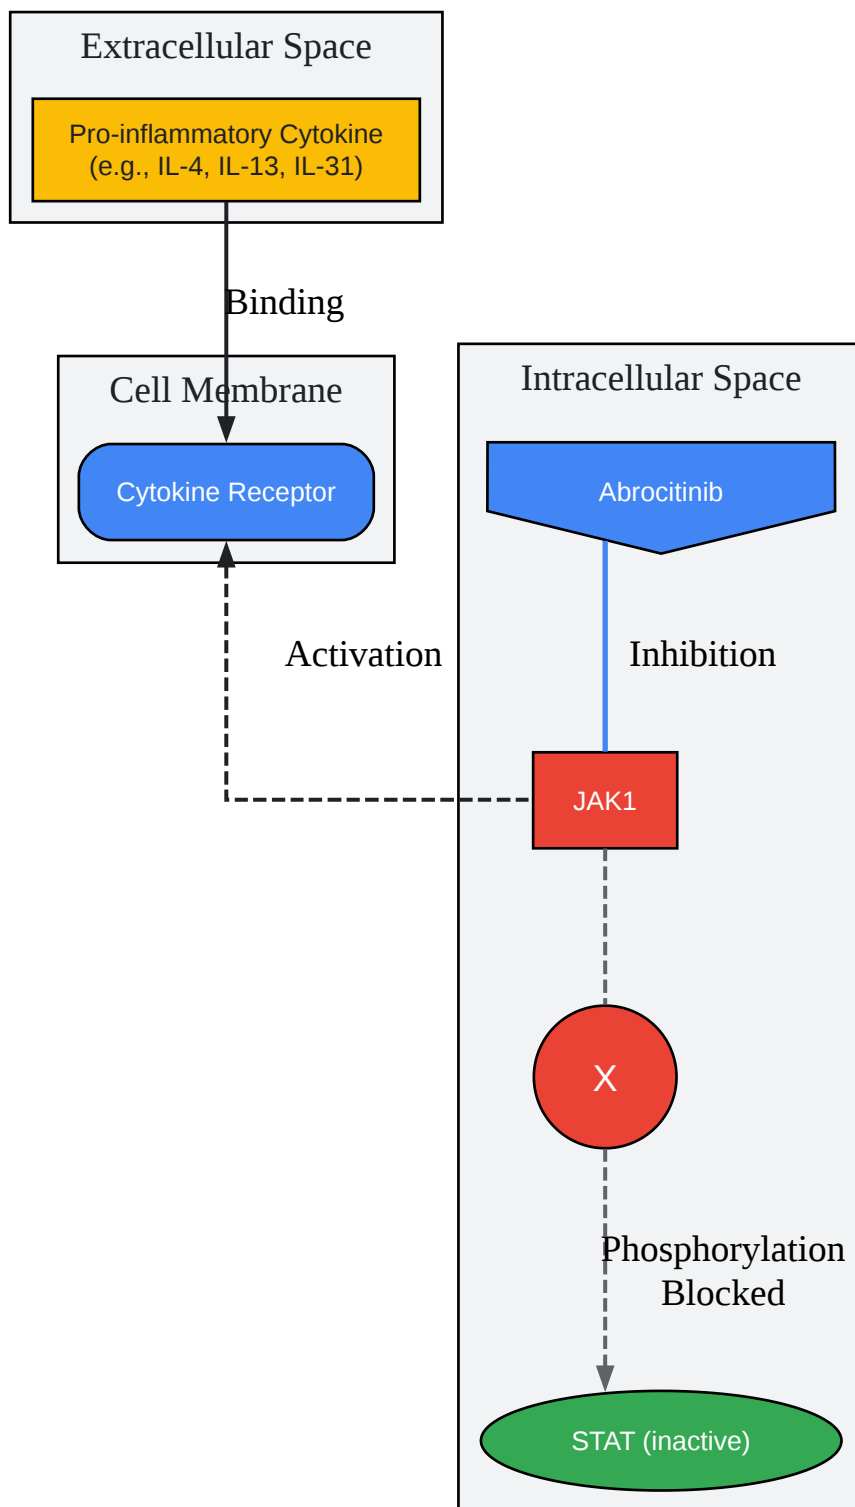 Extracellular Space
Pro-inflammatory Cytokine
(e.g., IL-4, IL-13, IL-31)
Binding
Cell Membrane
Cytokine Receptor
Intracellular Space
Abrocitinib
Activation
Inhibition
JAK1
X
Phosphorylation
Blocked
STAT (inactive)